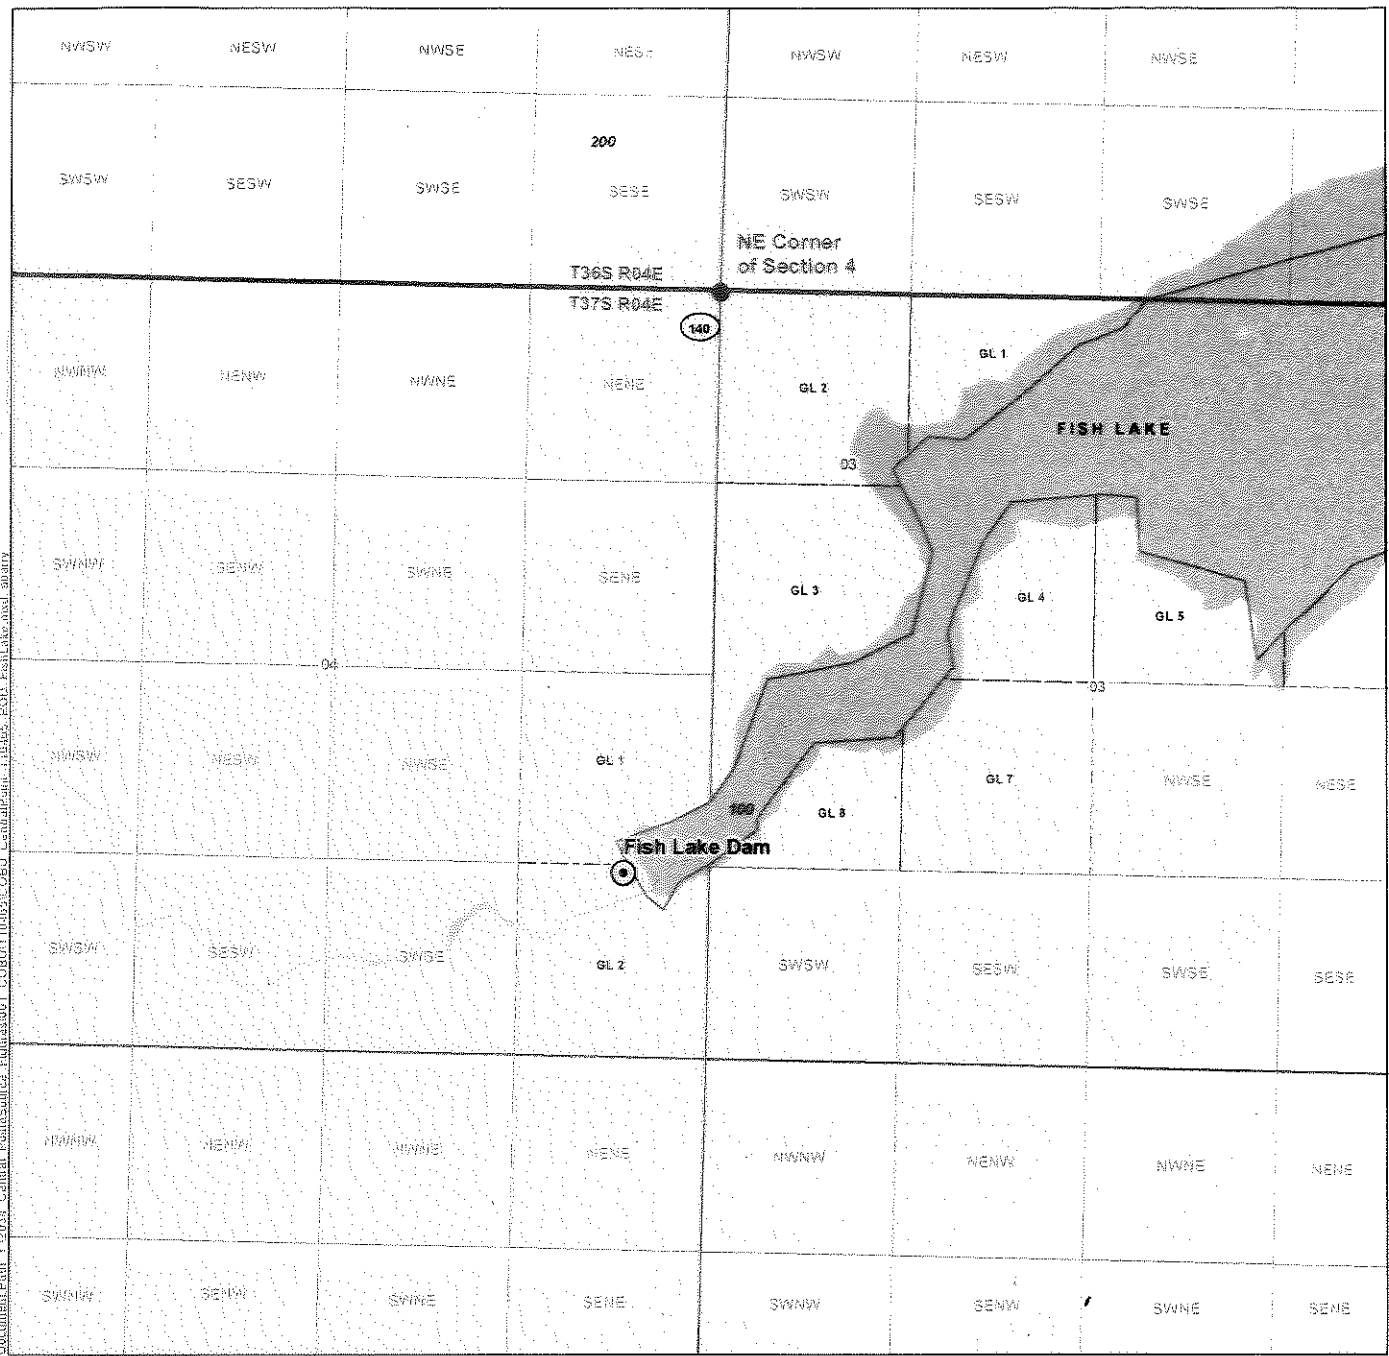 NWSW NESW NWSE NESE NWSW NESW NWSE
200
SWSW SESW SWSE SESE SWSW SESW SWSE
NE Corner
of Section 4
T36S R04E
T37S R04E
140
GL 1
NWNW NENW NWNE NENE GL 2
FISH LAKE
03
SWNW SENW SWNE SENE GL 3 GL 4 GL 5
04 03
NWSW NESW NWSE GL 1 GL 7 NWSE NESE
100 GL 8
Fish Lake Dam
SWSW SESW SWSE GL 2 SWSW SESW SWSE SESE
NWNW NENW NWNE NENE NWNW NENW NWNE NENE
SWNW SENW SWNE SENE SWNW SENW SWNE SENE